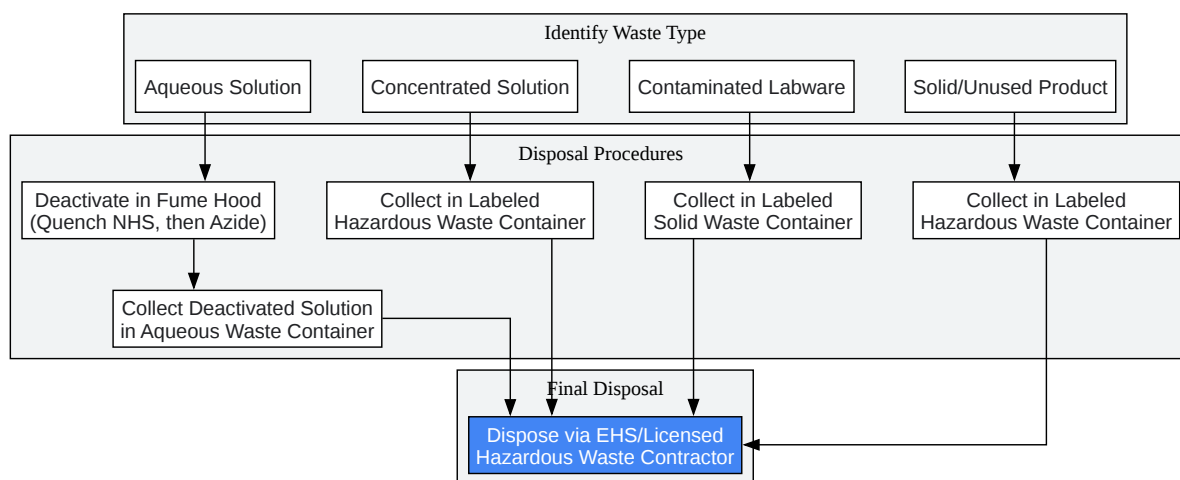 Identify Waste Type
Aqueous Solution
Concentrated Solution
Contaminated Labware
Solid/Unused Product
Disposal Procedures
Deactivate in Fume Hood
(Quench NHS, then Azide)
Collect in Labeled
Hazardous Waste Container
Collect in Labeled
Solid Waste Container
Collect in Labeled
Hazardous Waste Container
Collect Deactivated Solution
in Aqueous Waste Container
Final Disposal
Dispose via EHS/Licensed
Hazardous Waste Contractor